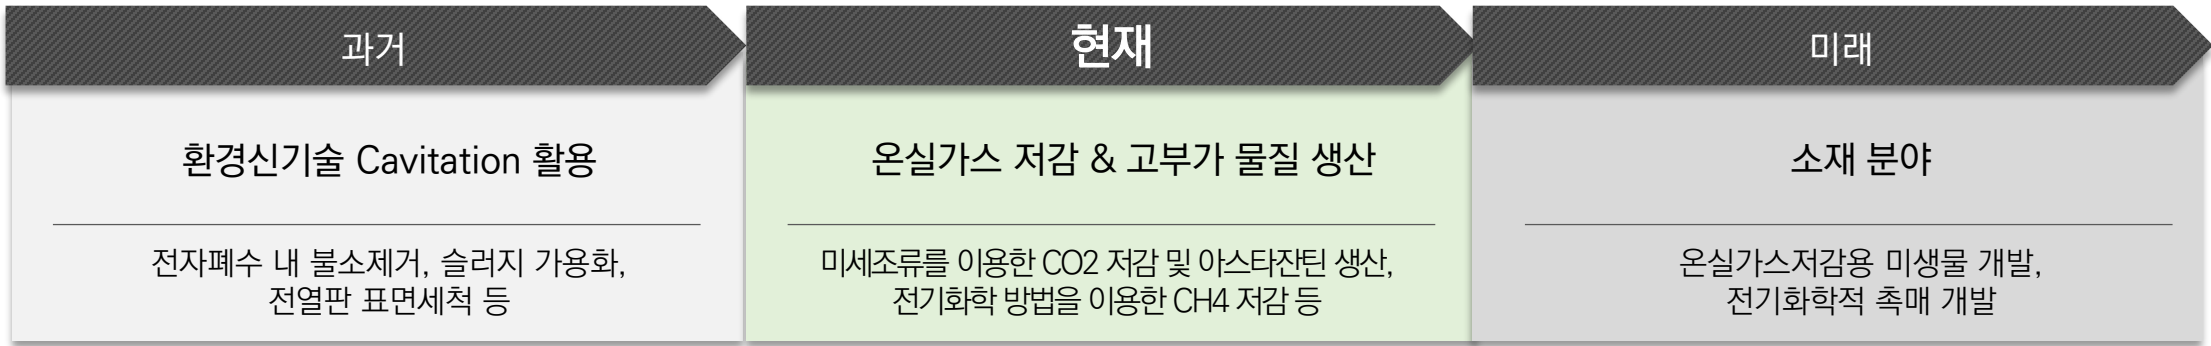 과거
환경신기술 Cavitation 활용
전자폐수 내 불소제거, 슬러지 가용화,
전열판 표면세척 등
현재
온실가스 저감 & 고부가 물질 생산
미세조류를 이용한 CO2 저감 및 아스타잔틴 생산,
전기화학 방법을 이용한 CH4 저감 등
미래
소재 분야
온실가스저감용 미생물 개발,
전기화학적 촉매 개발